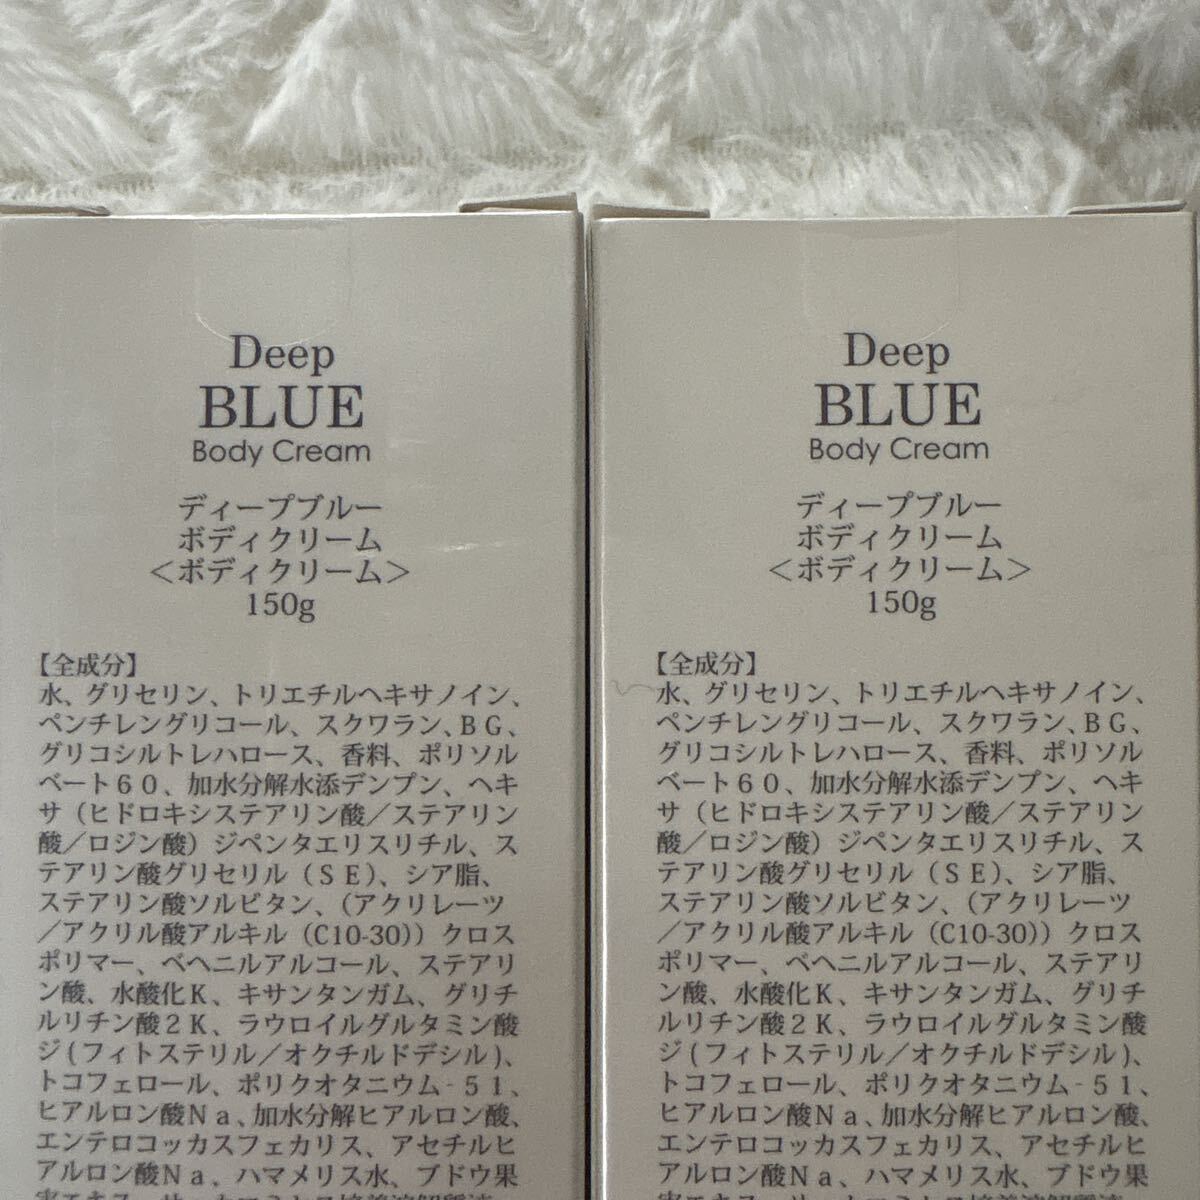 Deep
BLUE
Body Cream
ディープブルー
ボディクリーム
＜ボディクリーム＞
150g
【全成分】
水、グリセリン、トリエチルヘキサノイン、
ペンチレングリコール、スクワラン、ＢＧ、
グリコシルトレハロース、香料、ポリソル
ベート６０、加水分解水添デンプン、ヘキ
サ（ヒドロキシステアリン酸／ステアリン
酸／ロジン酸）ジペンタエリスリチル、ス
テアリン酸グリセリル（ＳＥ）、シア脂、
ステアリン酸ソルビタン、（アクリレーツ
／アクリル酸アルキル（C10-30））クロス
ポリマー、ベヘニルアルコール、ステアリ
ン酸、水酸化Ｋ、キサンタンガム、グリチ
ルリチン酸２Ｋ、ラウロイルグルタミン酸
ジ(フィトステリル／オクチルドデシル)、
トコフェロール、ポリクオタニウム-５１、
ヒアルロン酸Ｎａ、加水分解ヒアルロン酸、
エンテロコッカスフェカリス、アセチルヒ
アルロン酸Ｎａ、ハマメリス水、ブドウ果
Deep
BLUE
Body Cream
ディープブルー
ボディクリーム
＜ボディクリーム＞
150g
【全成分】
水、グリセリン、トリエチルヘキサノイン、
ペンチレングリコール、スクワラン、ＢＧ、
グリコシルトレハロース、香料、ポリソル
ベート６０、加水分解水添デンプン、ヘキ
サ（ヒドロキシステアリン酸／ステアリン
酸／ロジン酸）ジペンタエリスリチル、ス
テアリン酸グリセリル（ＳＥ）、シア脂、
ステアリン酸ソルビタン、（アクリレーツ
／アクリル酸アルキル（C10-30））クロス
ポリマー、ベヘニルアルコール、ステアリ
ン酸、水酸化Ｋ、キサンタンガム、グリチ
ルリチン酸２Ｋ、ラウロイルグルタミン酸
ジ(フィトステリル／オクチルドデシル)、
トコフェロール、ポリクオタニウム-５１、
ヒアルロン酸Ｎａ、加水分解ヒアルロン酸、
エンテロコッカスフェカリス、アセチルヒ
アルロン酸Ｎａ、ハマメリス水、ブドウ果